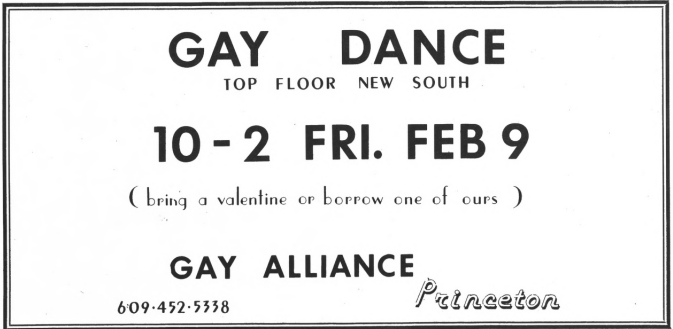 GAY DANCE
TOP FLOOR NEW SOUTH
10-2 FRI. FEB 9
( bring a valentine or borrow one of ours )
GAY ALLIANCE
Princeton
609·452·5338